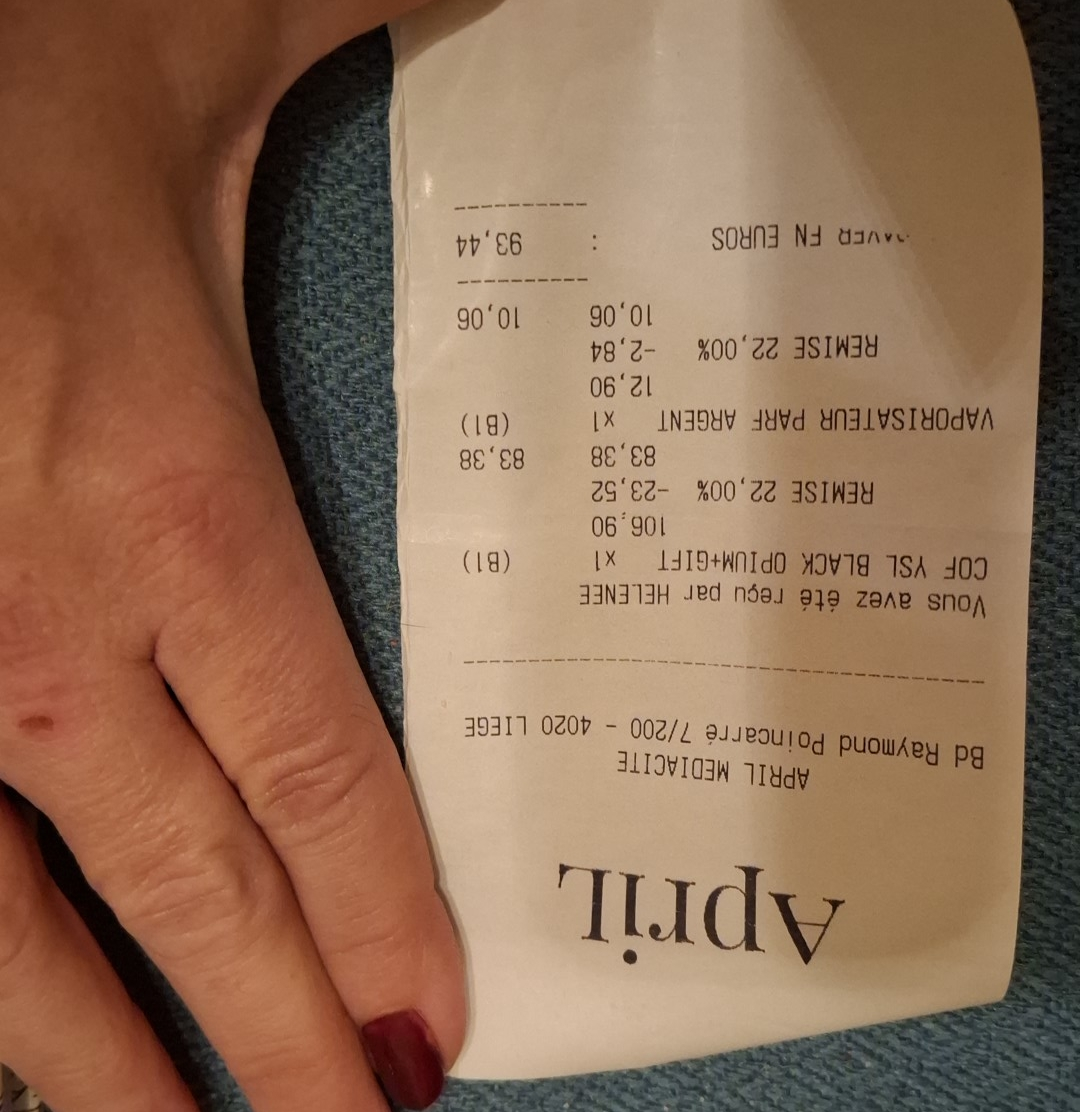 April
APRIL MEDIACITE
Bd Raymond Poincarré 7/200 - 4020 LIEGE
Vous avez été reçu par HELENEE
COF YSL BLACK OPIUM+GIFT x1 (B1)
106,90
REMISE 22,00% -23,52
83,38 83,38
VAPORISATEUR PARF ARGENT x1 (B1)
12,90
REMISE 22,00% -2,84
10,06 10,06
EN EUROS : 93,44